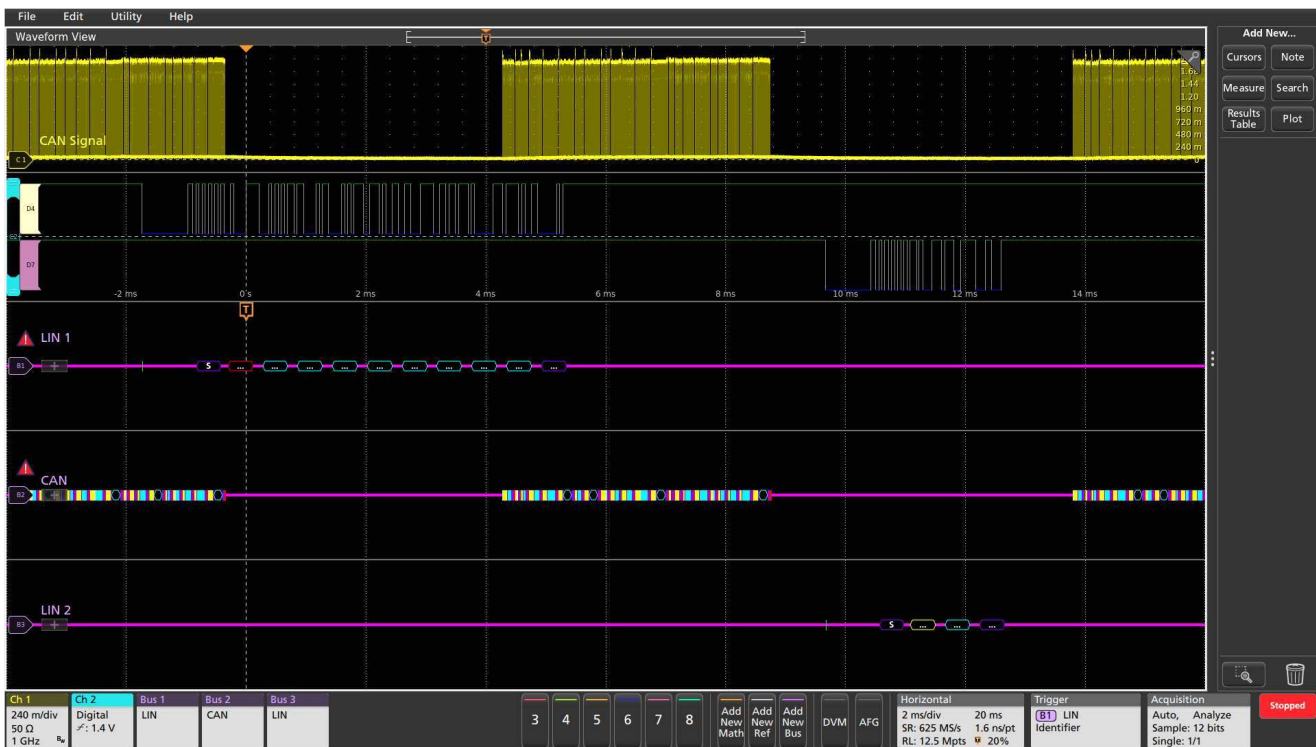 File Edit Utility Help
Waveform View
Add New...
Cursors Note
Measure Search
Results Table Plot
T
1.68
1.44
1.20
960 m
720 m
480 m
240 m
0
CAN Signal
C1
D4
D7
-2 ms 0 s 2 ms 4 ms 6 ms 8 ms 10 ms 12 ms 14 ms
T
LIN 1
B1 + S ... ... ... ... ... ... ... ... ... ...
CAN
B2 +
LIN 2
B3 + S ... ... ...
Ch 1
240 m/div
50 Ω
1 GHz Bw
Ch 2
Digital
: 1.4 V
Bus 1
LIN
Bus 2
CAN
Bus 3
LIN
3 4 5 6 7 8
Add New Math
Add New Ref
Add New Bus
DVM
AFG
Horizontal
2 ms/div 20 ms
SR: 625 MS/s 1.6 ns/pt
RL: 12.5 Mpts 20%
Trigger
B1 LIN
Identifier
Acquisition
Auto, Analyze
Sample: 12 bits
Single: 1/1
Stopped